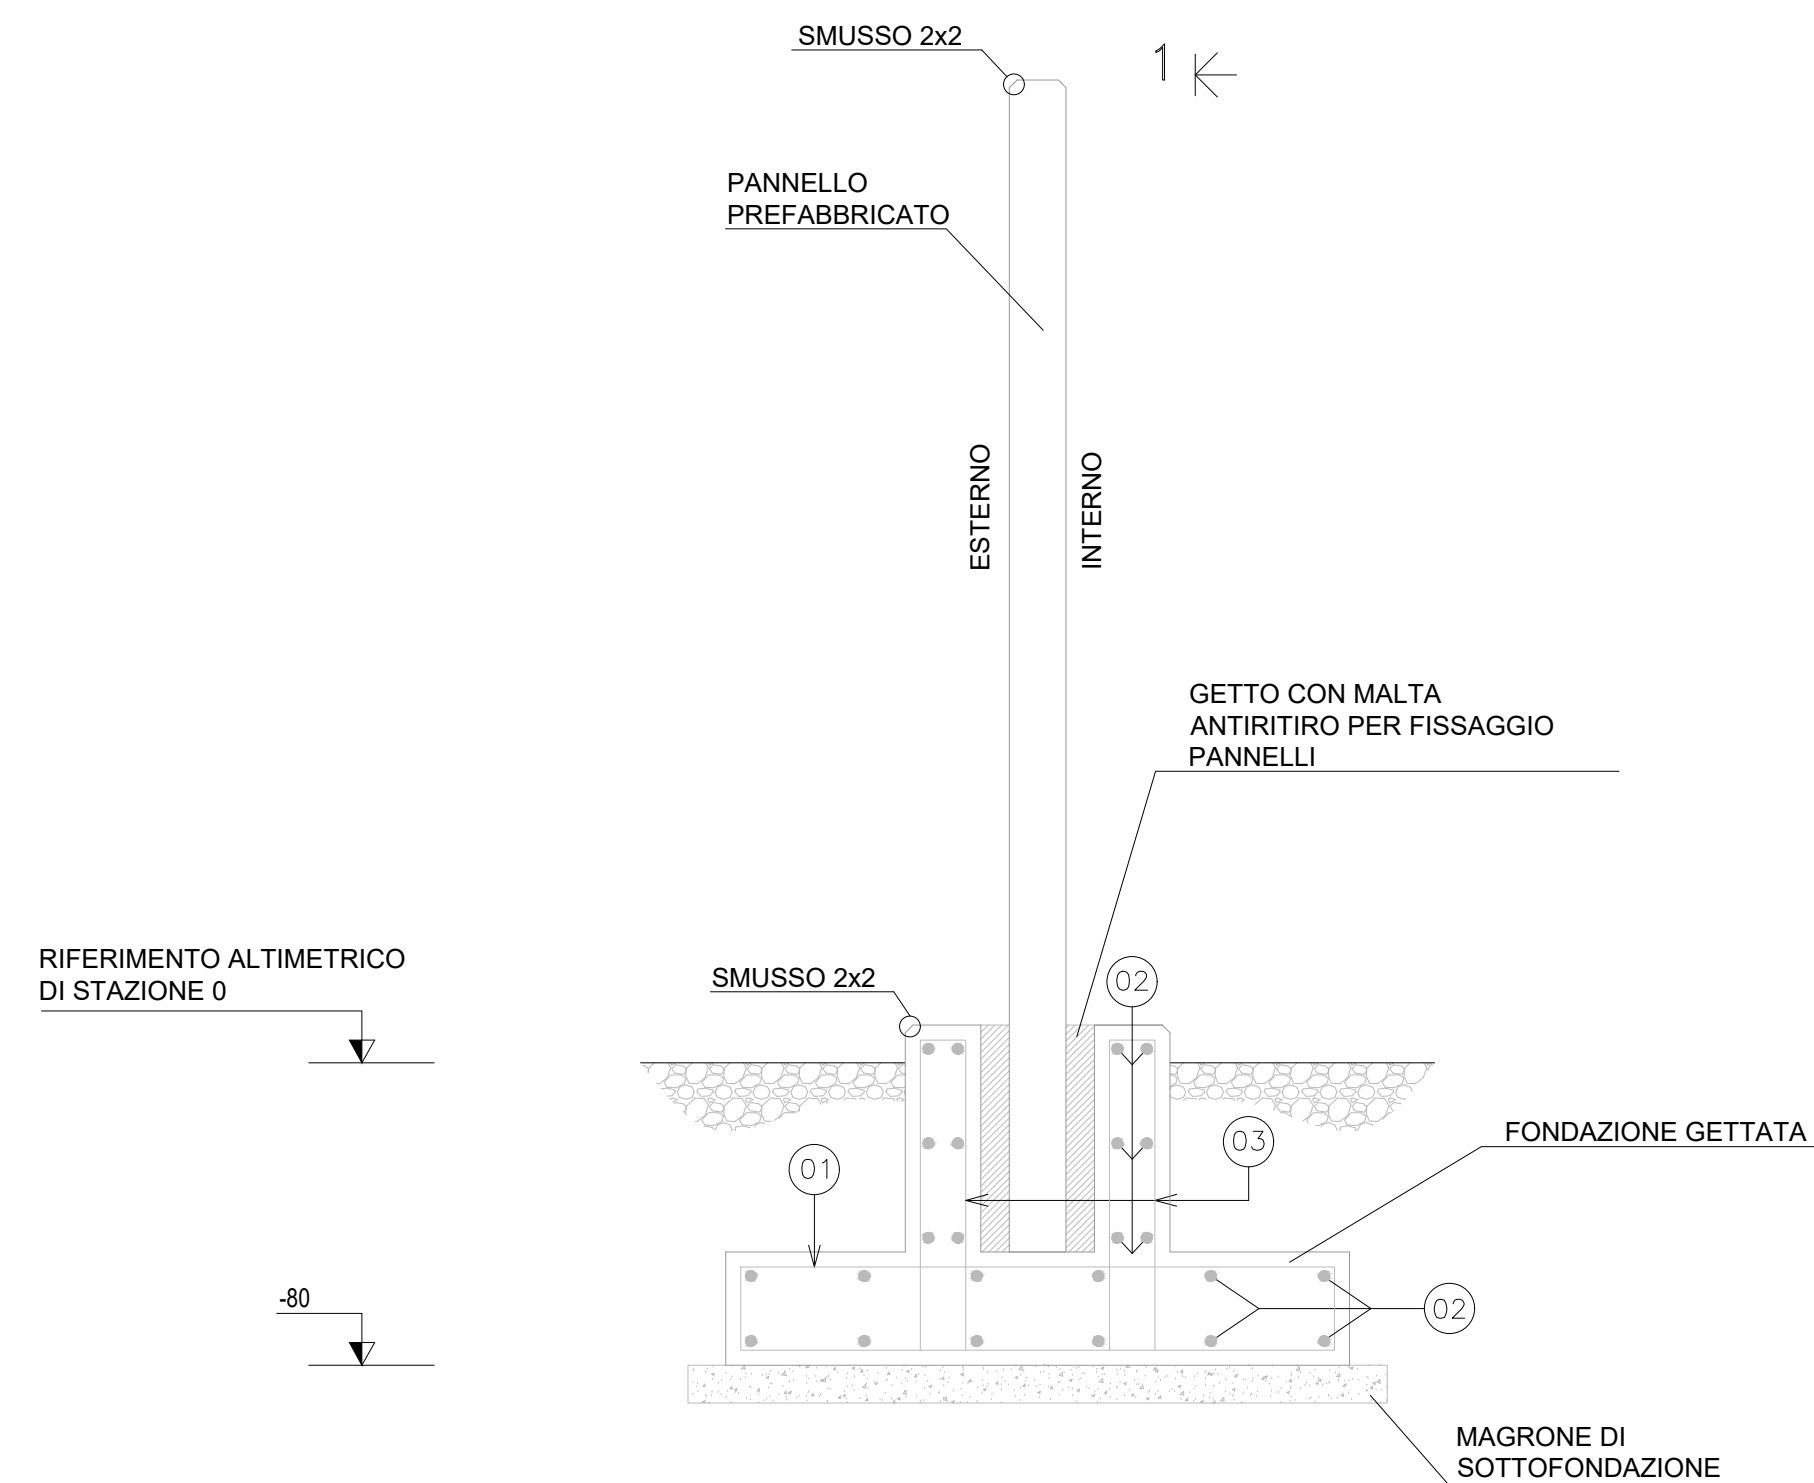 SMUSSO 2x2
1
PANNELLO
PREFABBRICATO
ESTERNO
INTERNO
GETTO CON MALTA
ANTIRITIRO PER FISSAGGIO
PANNELLI
RIFERIMENTO ALTIMETRICO
DI STAZIONE 0
SMUSSO 2x2
02
01
03
FONDAZIONE GETTATA
-80
02
MAGRONE DI
SOTTOFONDAZIONE